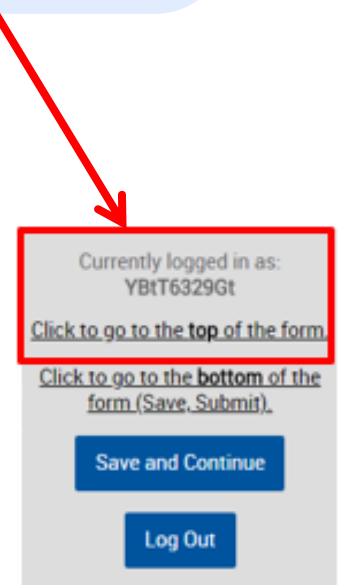 Currently logged in as:
YBtT6329Gt
Click to go to the top of the form.
Click to go to the bottom of the
form (Save, Submit).
Save and Continue
Log Out